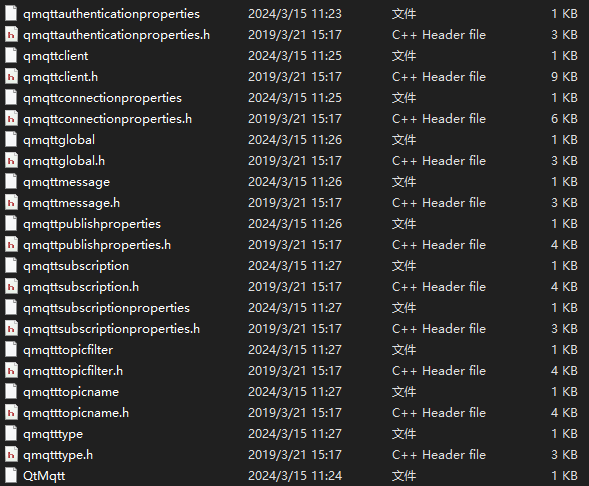 qmqttauthenticationproperties 2024/3/15 11:23 文件 1 KB
qmqttauthenticationproperties.h 2019/3/21 15:17 C++ Header file 3 KB
qmqttclient 2024/3/15 11:25 文件 1 KB
qmqttclient.h 2019/3/21 15:17 C++ Header file 9 KB
qmqttconnectionproperties 2024/3/15 11:25 文件 1 KB
qmqttconnectionproperties.h 2019/3/21 15:17 C++ Header file 6 KB
qmqttglobal 2024/3/15 11:26 文件 1 KB
qmqttglobal.h 2019/3/21 15:17 C++ Header file 3 KB
qmqttmessage 2024/3/15 11:26 文件 1 KB
qmqttmessage.h 2019/3/21 15:17 C++ Header file 3 KB
qmqttpublishproperties 2024/3/15 11:26 文件 1 KB
qmqttpublishproperties.h 2019/3/21 15:17 C++ Header file 4 KB
qmqttsubscription 2024/3/15 11:27 文件 1 KB
qmqttsubscription.h 2019/3/21 15:17 C++ Header file 4 KB
qmqttsubscriptionproperties 2024/3/15 11:27 文件 1 KB
qmqttsubscriptionproperties.h 2019/3/21 15:17 C++ Header file 3 KB
qmqtttopicfilter 2024/3/15 11:27 文件 1 KB
qmqtttopicfilter.h 2019/3/21 15:17 C++ Header file 4 KB
qmqtttopicname 2024/3/15 11:27 文件 1 KB
qmqtttopicname.h 2019/3/21 15:17 C++ Header file 4 KB
qmqtttype 2024/3/15 11:27 文件 1 KB
qmqtttype.h 2019/3/21 15:17 C++ Header file 3 KB
QtMqtt 2024/3/15 11:24 文件 1 KB